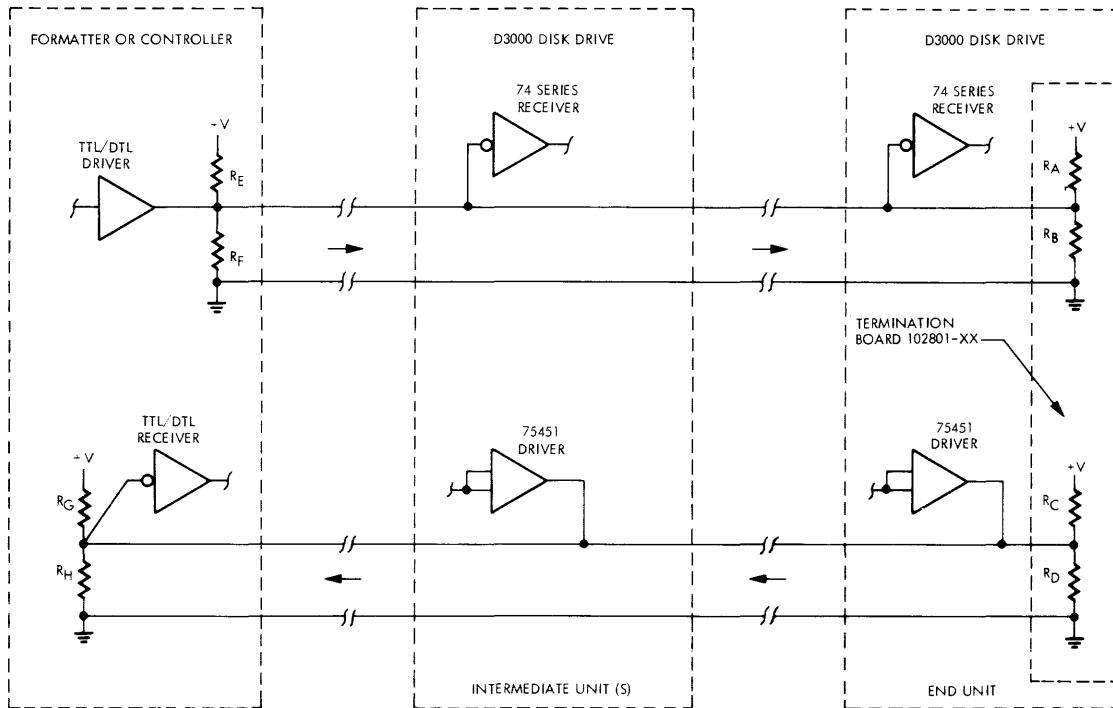 FORMATTER OR CONTROLLER
D3000 DISK DRIVE
D3000 DISK DRIVE
74 SERIES
RECEIVER
74 SERIES
RECEIVER
+V
TTL/DTL
DRIVER
RE
RF
+V
RA
RB
TERMINATION
BOARD 102801-XX
TTL/DTL
RECEIVER
+V
RG
RH
75451
DRIVER
75451
DRIVER
+V
RC
RD
INTERMEDIATE UNIT (S)
END UNIT